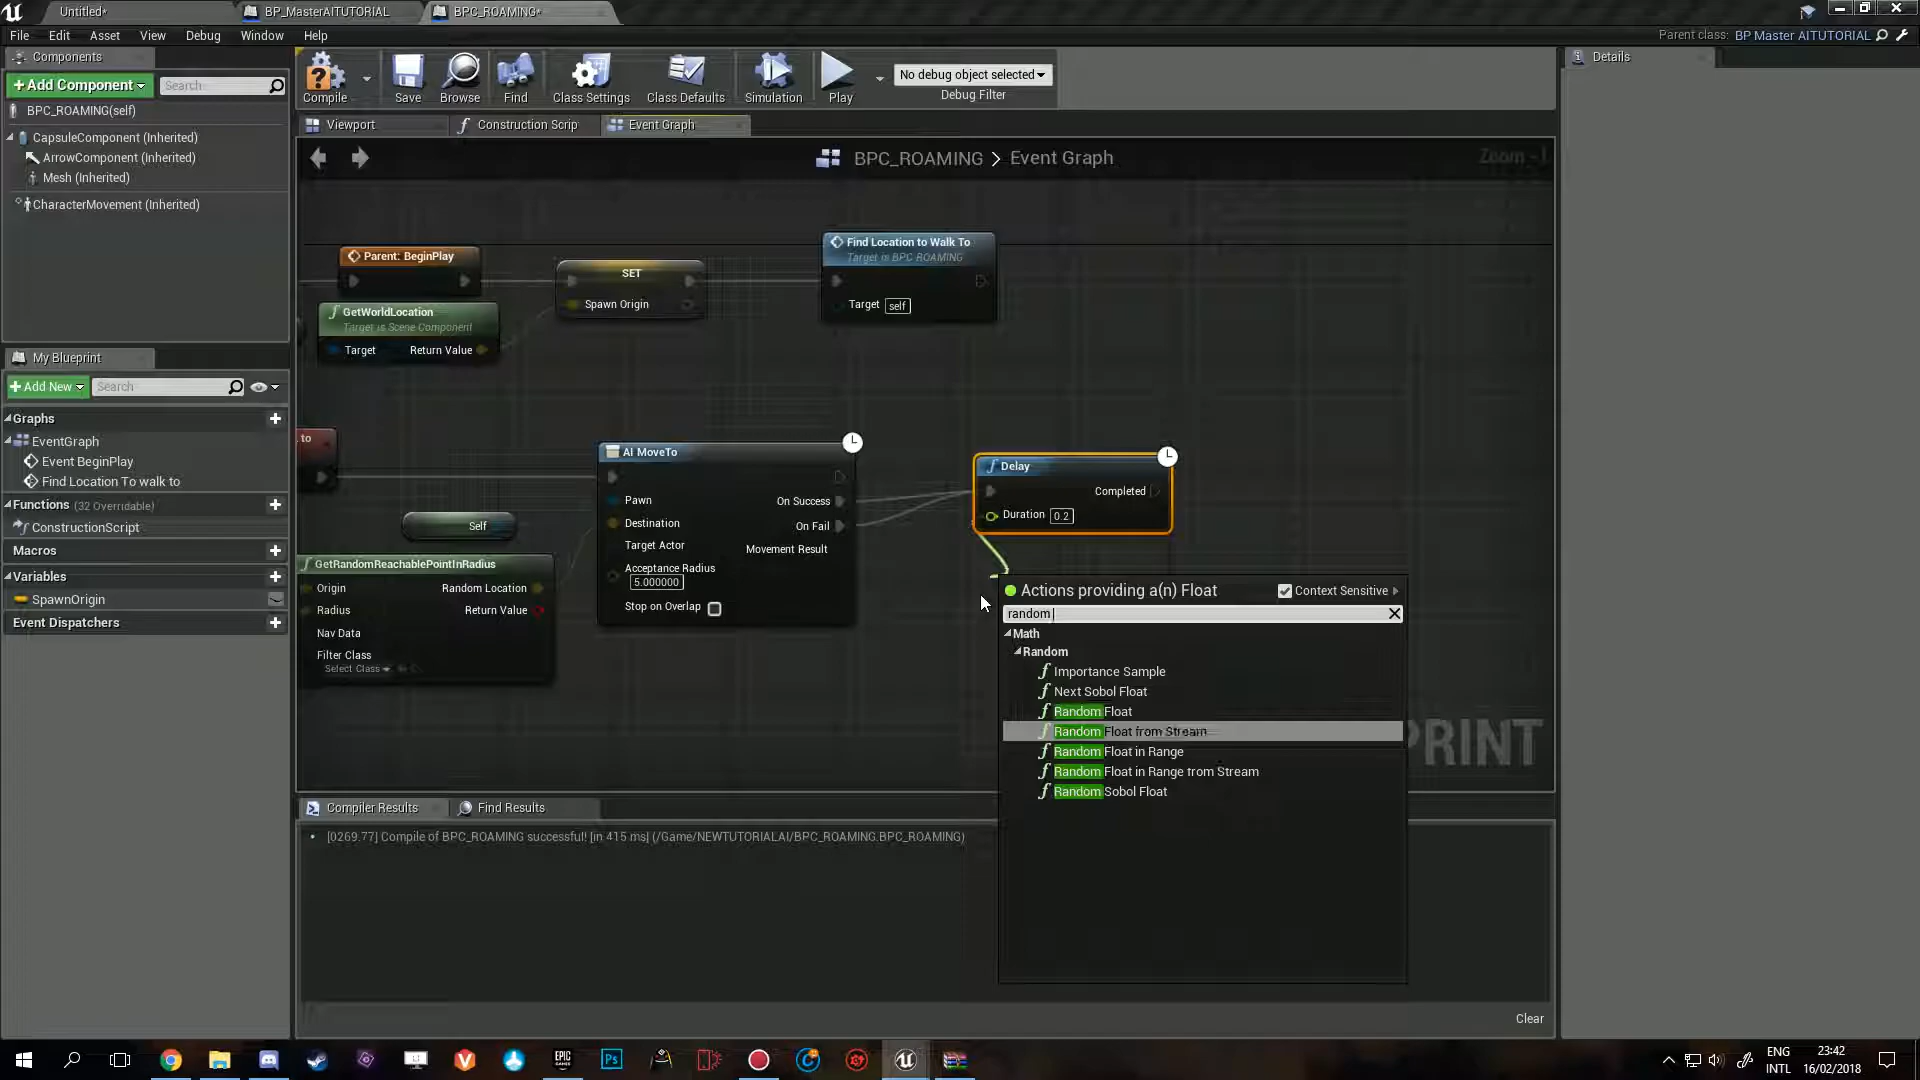 Untitled*
BP_MasterAITUTORIAL
BPC_ROAMING*
File Edit Asset View Debug Window Help
Parent class: BP Master AITUTORIAL
Components
Add Component
Search
BPC_ROAMING(self)
CapsuleComponent (Inherited)
ArrowComponent (Inherited)
Mesh (Inherited)
CharacterMovement (Inherited)
My Blueprint
Add New
Search
Graphs
EventGraph
Event BeginPlay
Find Location To walk to
Functions (32 Overridable)
ConstructionScript
Macros
Variables
SpawnOrigin
Event Dispatchers
Compile Save Browse Find Class Settings Class Defaults Simulation Play
No debug object selected
Debug Filter
Viewport
Construction Scrip
Event Graph
BPC_ROAMING > Event Graph
Zoom -1
Parent: BeginPlay
GetWorldLocation
Target is Scene Component
Target Return Value
SET
Spawn Origin
Find Location to Walk To
Target is BPC ROAMING
Target self
to
Self
GetRandomReachablePointInRadius
Origin Random Location
Radius Return Value
Nav Data
Filter Class
Select Class
AI MoveTo
Pawn On Success
Destination On Fail
Target Actor Movement Result
Acceptance Radius
5.000000
Stop on Overlap
Delay
Completed
Duration 0.2
Actions providing a(n) Float
Context Sensitive
random
Math
Random
Importance Sample
Next Sobol Float
Random Float
Random Float from Stream
Random Float in Range
Random Float in Range from Stream
Random Sobol Float
PRINT
Compiler Results
Find Results
[0269.77] Compile of BPC_ROAMING successful! [in 415 ms] (/Game/NEWTUTORIALAI/BPC_ROAMING.BPC_ROAMING)
Clear
Details
EPIC
Ps
ENG
INTL
23:42
16/02/2018